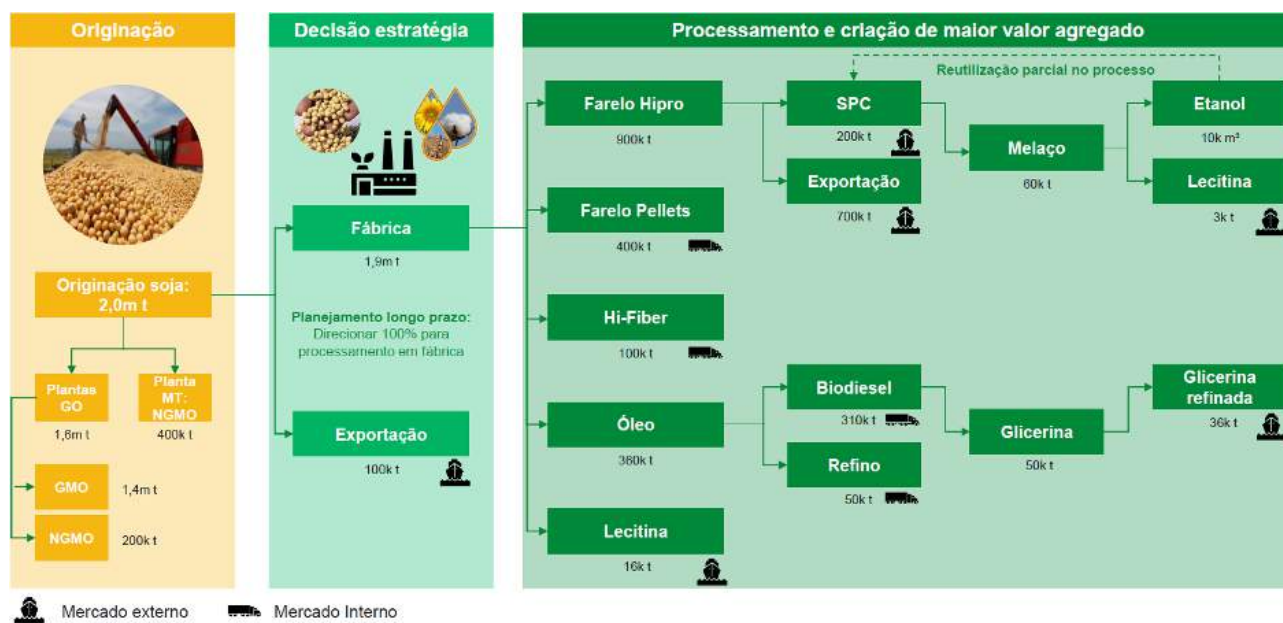 Originação
Originação soja:
2,0m t
Plantas
GO
1,6m t
Planta
MT:
NGMO
400k t
GMO
1,4m t
NGMO
200k t
Decisão estratégia
Fábrica
1,9m t
Planejamento longo prazo:
Direcionar 100% para
processamento em fábrica
Exportação
100k t
Processamento e criação de maior valor agregado
Reutilização parcial no processo
Farelo Hipro
900k t
SPC
200k t
Exportação
700k t
Melaço
60k t
Etanol
10k m³
Lecitina
3k t
Farelo Pellets
400k t
Hi-Fiber
100k t
Óleo
360k t
Biodiesel
310k t
Refino
50k t
Glicerina
50k t
Glicerina
refinada
36k t
Lecitina
16k t
Mercado externo
Mercado Interno